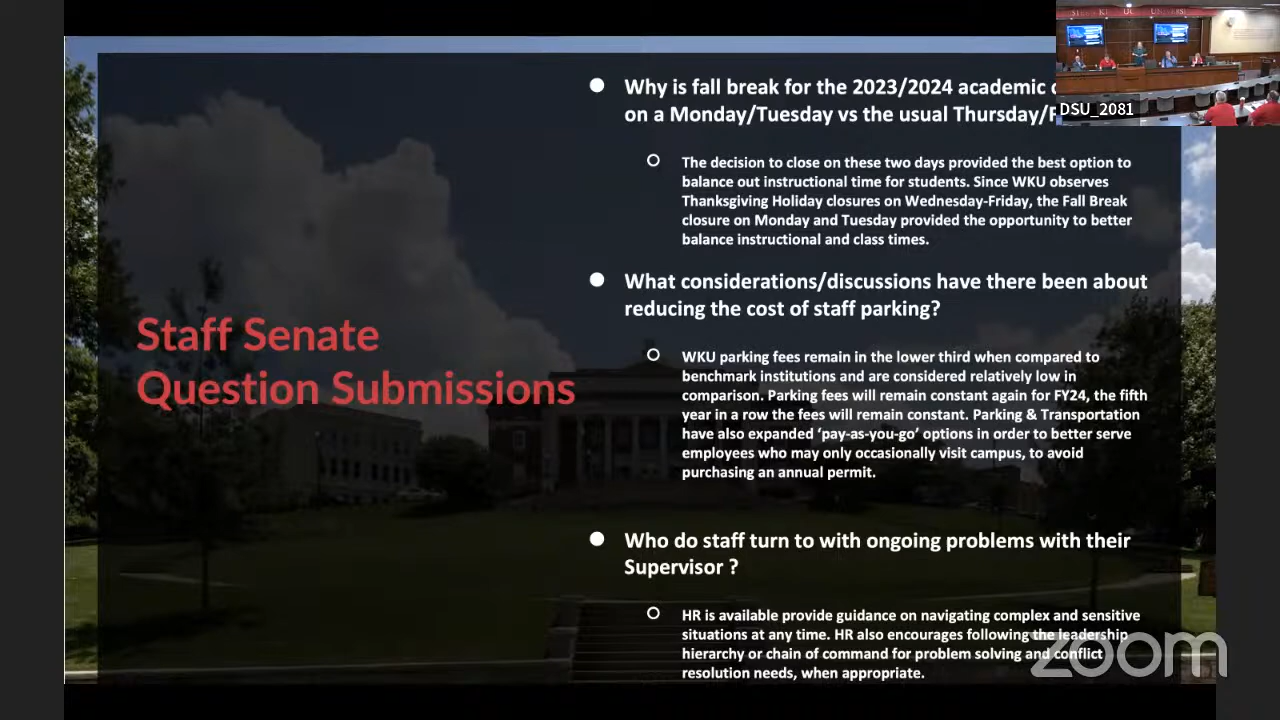 Why is fall break for the 2023/2024 academic
on a Monday/Tuesday vs the usual Thursday/
DSU_2081
The decision to close on these two days provided the best option to
balance out instructional time for students. Since WKU observes
Thanksgiving Holiday closures on Wednesday-Friday, the Fall Break
closure on Monday and Tuesday provided the opportunity to better
balance instructional and class times.
What considerations/discussions have there been about
reducing the cost of staff parking?
Staff Senate
Question Submissions
WKU parking fees remain in the lower third when compared to
benchmark institutions and are considered relatively low in
comparison. Parking fees will remain constant again for FY24, the fifth
year in a row the fees will remain constant. Parking & Transportation
have also expanded ‘pay-as-you-go’ options in order to better serve
employees who may only occasionally visit campus, to avoid
purchasing an annual permit.
Who do staff turn to with ongoing problems with their
Supervisor ?
HR is available provide guidance on navigating complex and sensitive
situations at any time. HR also encourages following the leadership
hierarchy or chain of command for problem solving and conflict
resolution needs, when appropriate.
zoom